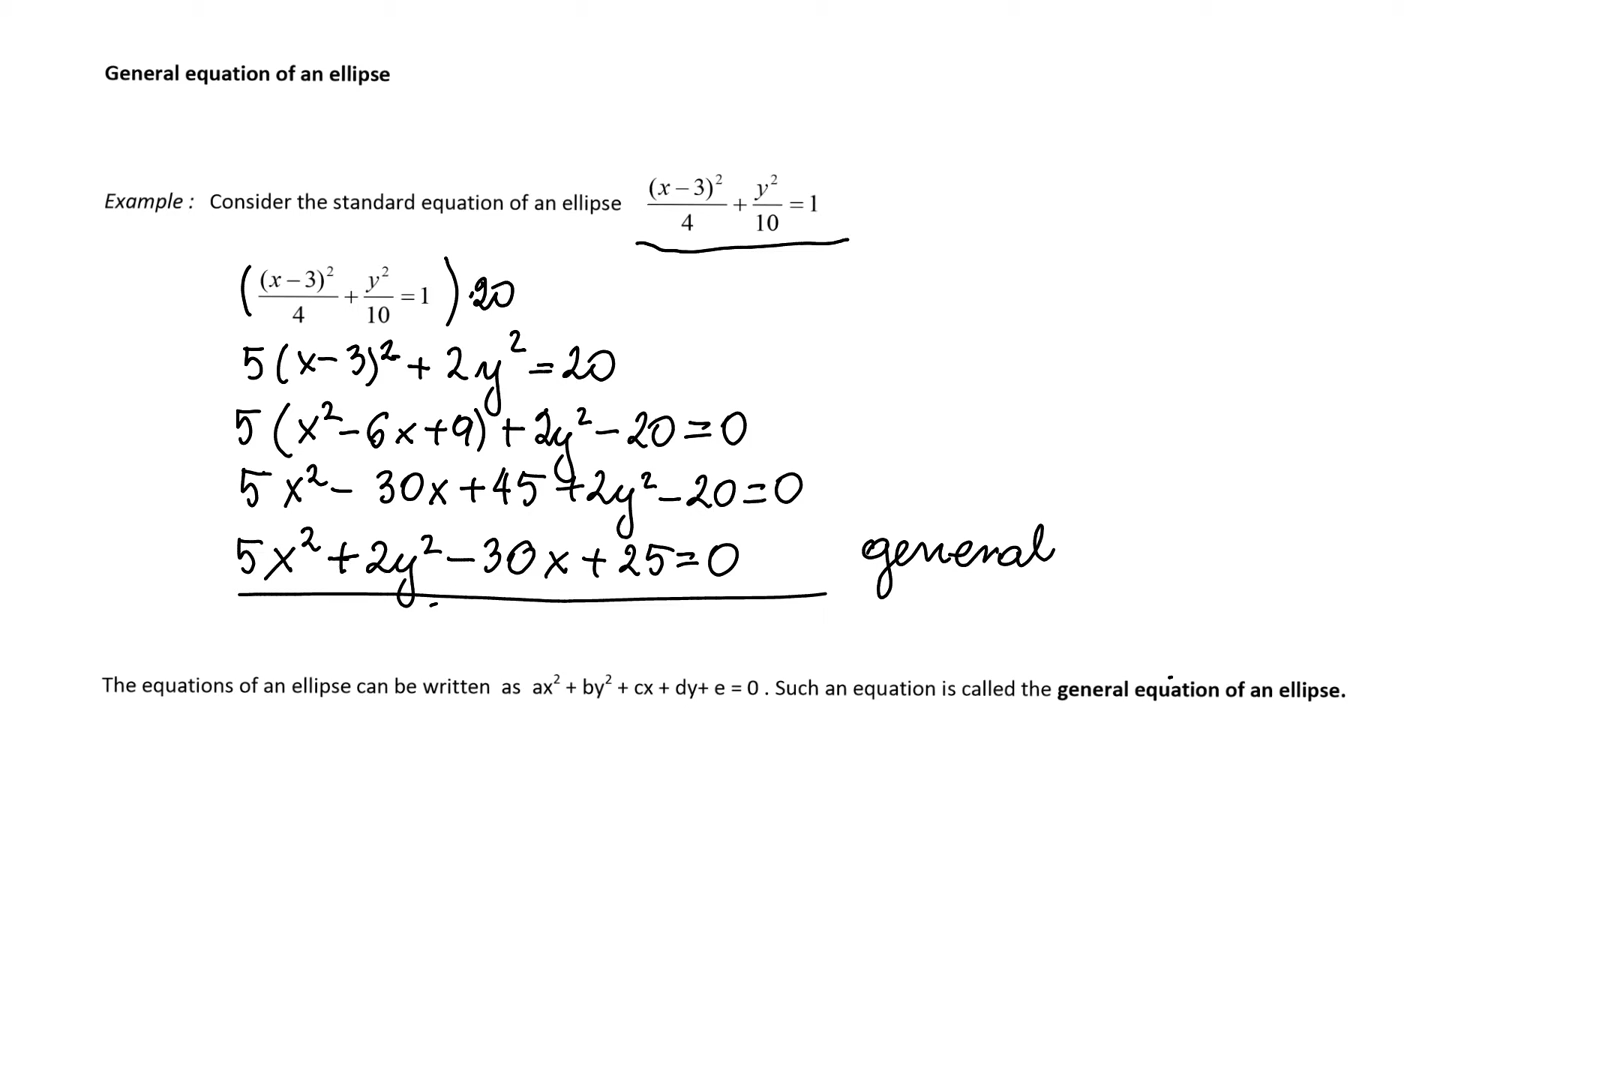 General equation of an ellipse
Example : Consider the standard equation of an ellipse (x – 3)²/4 + y²/10 = 1
((x – 3)²/4 + y²/10 = 1) · 20
5(x – 3)² + 2y² = 20
5(x² – 6x + 9) + 2y² – 20 = 0
5x² – 30x + 45 + 2y² – 20 = 0
5x² + 2y² – 30x + 25 = 0 general
The equations of an ellipse can be written as ax² + by² + cx + dy+ e = 0 . Such an equation is called the general equation of an ellipse.